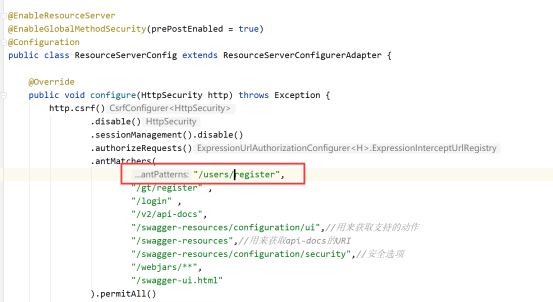 @EnableResourceServer
@EnableGlobalMethodSecurity(prePostEnabled = true)
@Configuration
public class ResourceServerConfig extends ResourceServerConfigurerAdapter {
@Override
public void configure(HttpSecurity http) throws Exception {
http.csrf() CsrfConfigurer<HttpSecurity>
.disable() HttpSecurity
.sessionManagement().disable()
.authorizeRequests() ExpressionUrlAuthorizationConfigurer<H>.ExpressionInterceptUrlRegistry
.antMatchers(
...antPatterns: "/users/register",
"/gt/register" ,
"/login" ,
"/v2/api-docs",
"/swagger-resources/configuration/ui",//用来获取支持的动作
"/swagger-resources",//用来获取api-docs的URI
"/swagger-resources/configuration/security",//安全选项
"/webjars/**",
"/swagger-ui.html"
).permitAll()